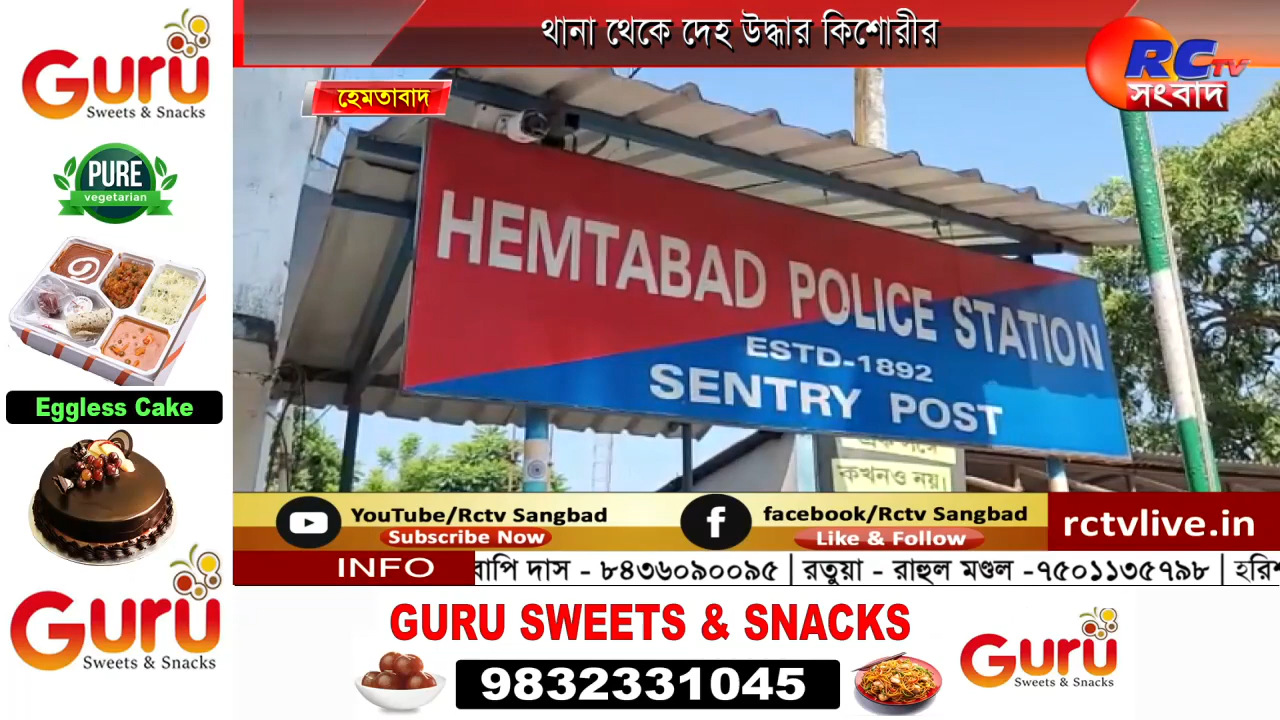 Guru
Sweets & Snacks
PURE
vegetarian
Eggless Cake
Guru
Sweets & Snacks
থানা থেকে দেহ উদ্ধার কিশোরীর
হেমতাবাদ
RCTV
সংবাদ
HEMTABAD POLICE STATION
ESTD-1892
SENTRY POST
কখনও নয়।
YouTube/Rctv Sangbad
Subscribe Now
facebook/Rctv Sangbad
Like & Follow
rctvlive.in
INFO
বাপি দাস - ৮৪৩৬০৯০০৯৫ | রতুয়া - রাহুল মণ্ডল -৭৫০১১৩৫৭৯৮ | হরিশ
GURU SWEETS & SNACKS
9832331045
Guru
Sweets & Snacks